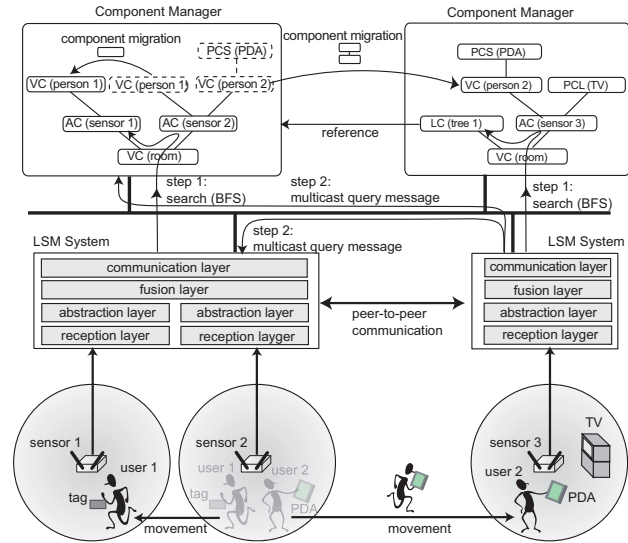 Component Manager
Component Manager
component migration
PCS (PDA)
component migration
VC (person 1)
VC (person 1)
VC (person 2)
PCS (PDA)
VC (person 2)
PCL (TV)
AC (sensor 1)
AC (sensor 2)
reference
LC (tree 1)
AC (sensor 3)
VC (room)
VC (room)
step 1:
search (BFS)
step 2:
multicast query message
step 1:
search (BFS)
step 2:
multicast query message
LSM System
LSM System
communication layer
fusion layer
abstraction layer
abstraction layer
reception layer
reception layger
peer-to-peer
communication
communication layer
fusion layer
abstraction layer
reception layger
sensor 1
user 1
tag
sensor 2
user 1
user 2
tag
PDA
sensor 3
TV
user 2
PDA
movement
movement